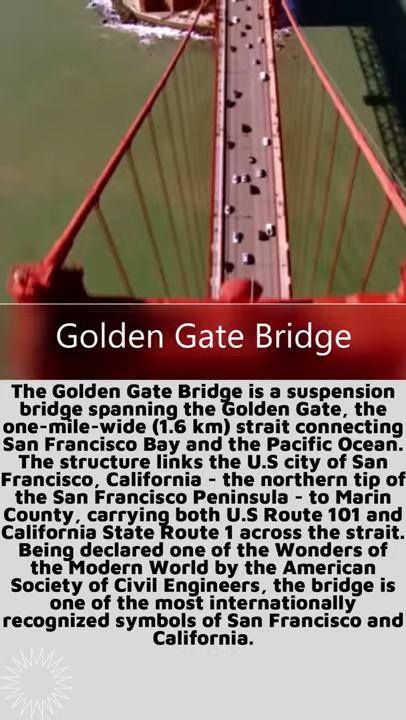 Golden Gate Bridge
The Golden Gate Bridge is a suspension
bridge spanning the Golden Gate, the
one-mile-wide (1.6 km) strait connecting
San Francisco Bay and the Pacific Ocean.
The structure links the U.S city of San
Francisco, California - the northern tip of
the San Francisco Peninsula - to Marin
County, carrying both U.S Route 101 and
California State Route 1 across the strait.
Being declared one of the Wonders of
the Modern World by the American
Society of Civil Engineers, the bridge is
one of the most internationally
recognized symbols of San Francisco and
California.